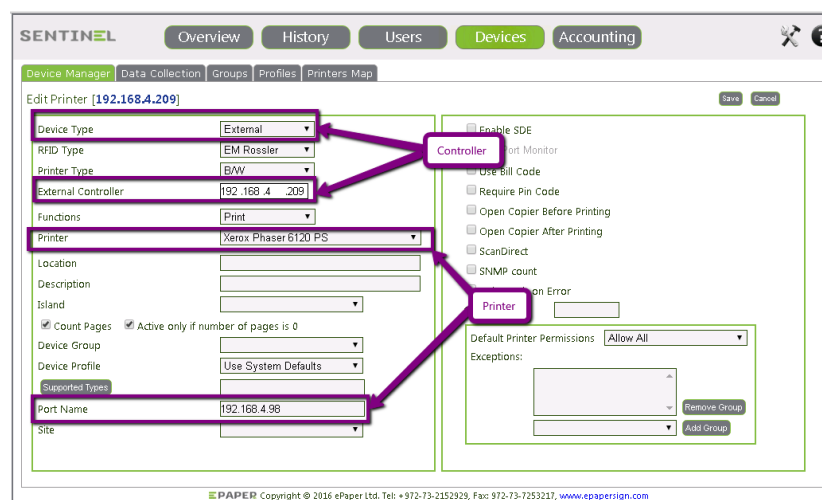 SENTINEL Overview History Users Devices Accounting
Device Manager Data Collection Groups Profiles Printers Map
Edit Printer [192.168.4.209] Save Cancel
Device Type External
RFID Type EM Rossler
Printer Type B/W
External Controller 192 .168 .4 .209
Functions Print
Printer Xerox Phaser 6120 PS
Location
Description
Island
Count Pages Active only if number of pages is 0
Device Group
Device Profile Use System Defaults
Supported Types
Port Name 192.168.4.98
Site
Controller
Printer
Enable SDE
Port Monitor
Use Bill Code
Require Pin Code
Open Copier Before Printing
Open Copier After Printing
ScanDirect
SNMP count
on Error
Default Printer Permissions Allow All
Exceptions:
Remove Group
Add Group
EPAPER Copyright © 2016 ePaper Ltd, Tel: +972-73-2152929, Fax: 972-73-7253217, www.epapersign.com